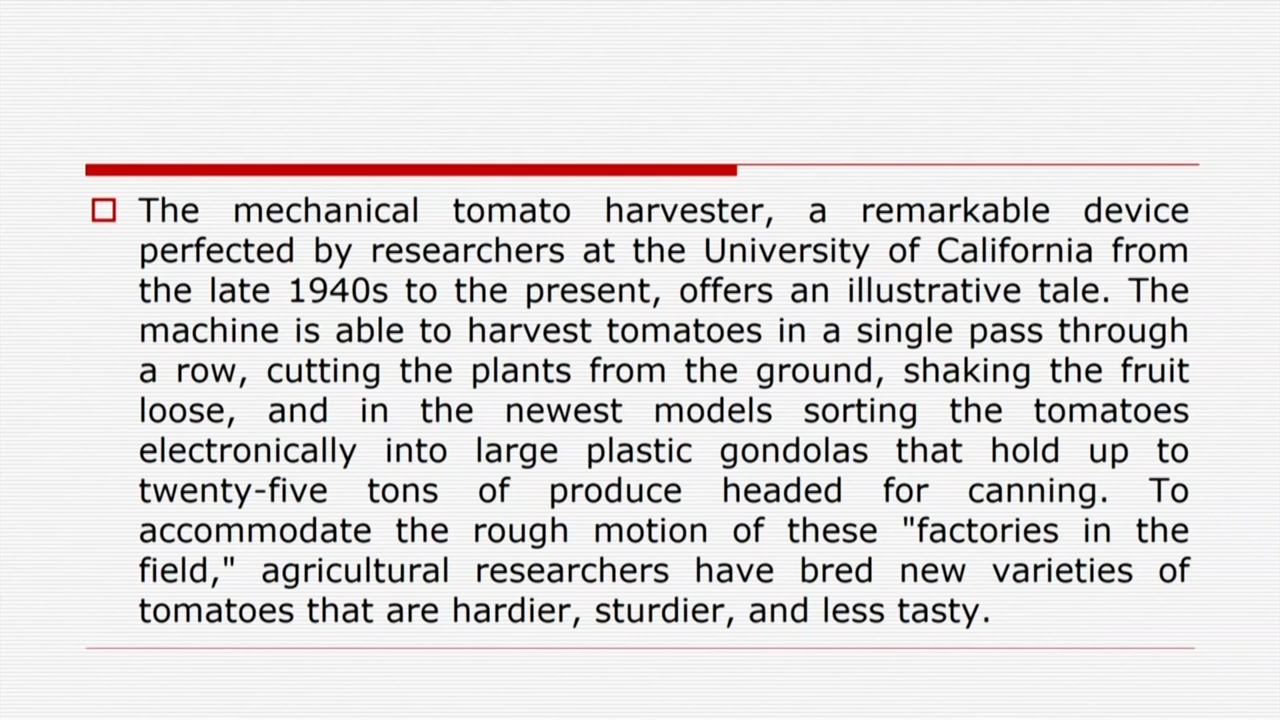 The mechanical tomato harvester, a remarkable device
perfected by researchers at the University of California from
the late 1940s to the present, offers an illustrative tale. The
machine is able to harvest tomatoes in a single pass through
a row, cutting the plants from the ground, shaking the fruit
loose, and in the newest models sorting the tomatoes
electronically into large plastic gondolas that hold up to
twenty-five tons of produce headed for canning. To
accommodate the rough motion of these "factories in the
field," agricultural researchers have bred new varieties of
tomatoes that are hardier, sturdier, and less tasty.